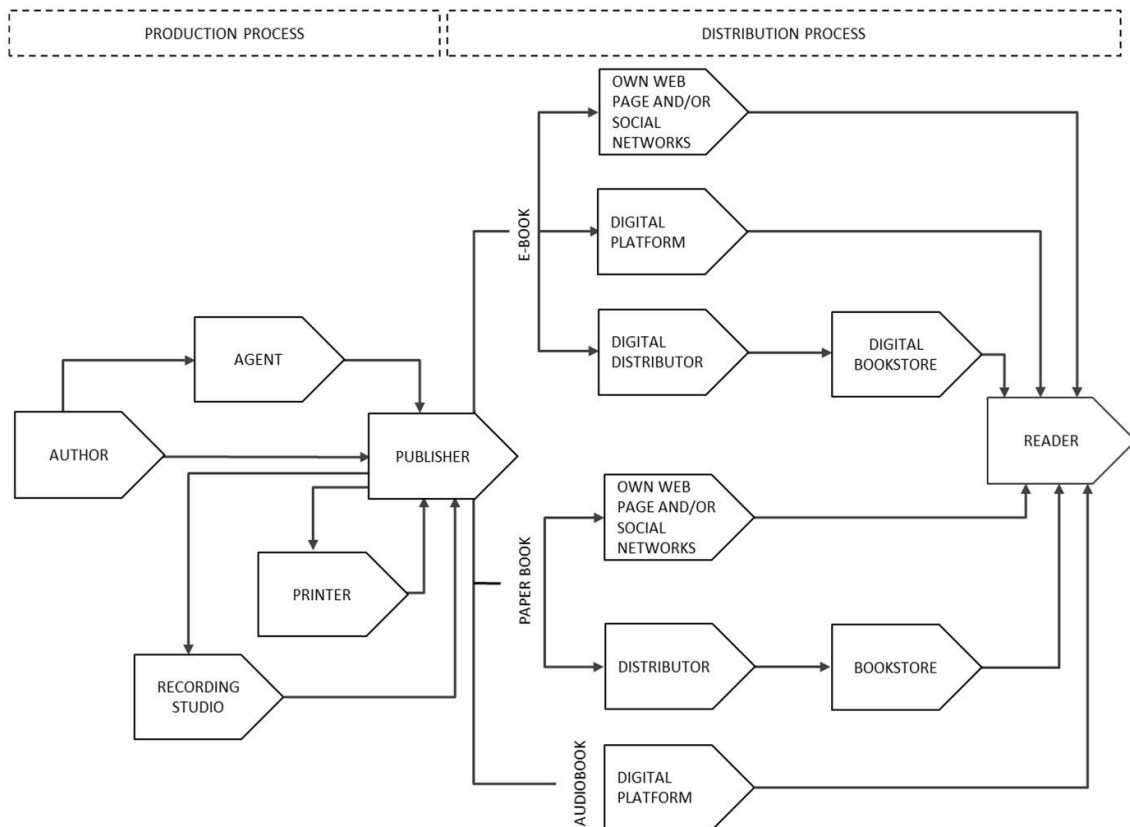 PRODUCTION PROCESS
DISTRIBUTION PROCESS
OWN WEB
PAGE AND/OR
SOCIAL
NETWORKS
E-BOOK
DIGITAL
PLATFORM
DIGITAL
DISTRIBUTOR
DIGITAL
BOOKSTORE
AGENT
AUTHOR
PUBLISHER
READER
PRINTER
RECORDING
STUDIO
PAPER BOOK
OWN WEB
PAGE AND/OR
SOCIAL
NETWORKS
DISTRIBUTOR
BOOKSTORE
AUDIOBOOK
DIGITAL
PLATFORM